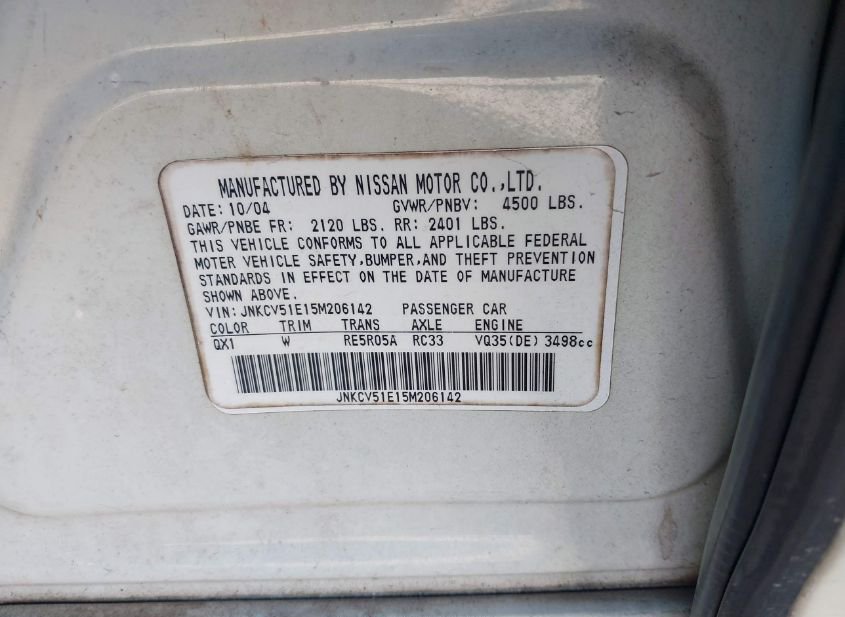 MANUFACTURED BY NISSAN MOTOR CO.,LTD.
DATE: 10/04 GVWR/PNBV: 4500 LBS.
GAWR/PNBE FR: 2120 LBS. RR: 2401 LBS.
THIS VEHICLE CONFORMS TO ALL APPLICABLE FEDERAL
MOTER VEHICLE SAFETY,BUMPER,AND THEFT PREVENTION
STANDARDS IN EFFECT ON THE DATE OF MANUFACTURE
SHOWN ABOVE.
VIN: JNKCV51E15M206142 PASSENGER CAR
COLOR TRIM TRANS AXLE ENGINE
QX1 W RE5R05A RC33 VQ35(DE) 3498cc
JNKCV51E15M206142